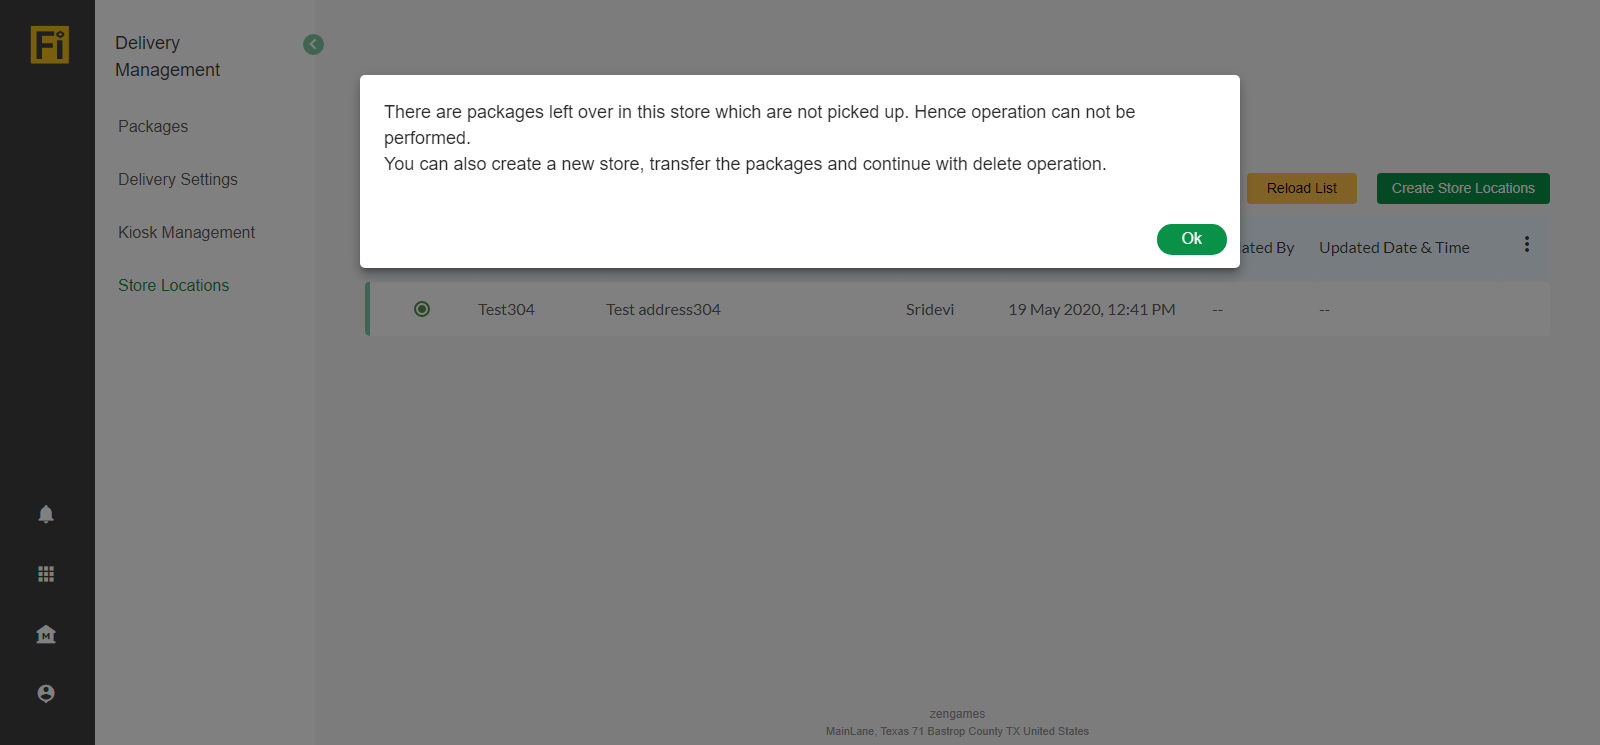 Fi
Delivery
Management
Packages
Delivery Settings
Kiosk Management
Store Locations
There are packages left over in this store which are not picked up. Hence operation can not be
performed.
You can also create a new store, transfer the packages and continue with delete operation.
Ok
Reload List
Create Store Locations
ated By Updated Date & Time
Test304 Test address304 Sridevi 19 May 2020, 12:41 PM -- --
M
zengames
MainLane, Texas 71 Bastrop County TX United States